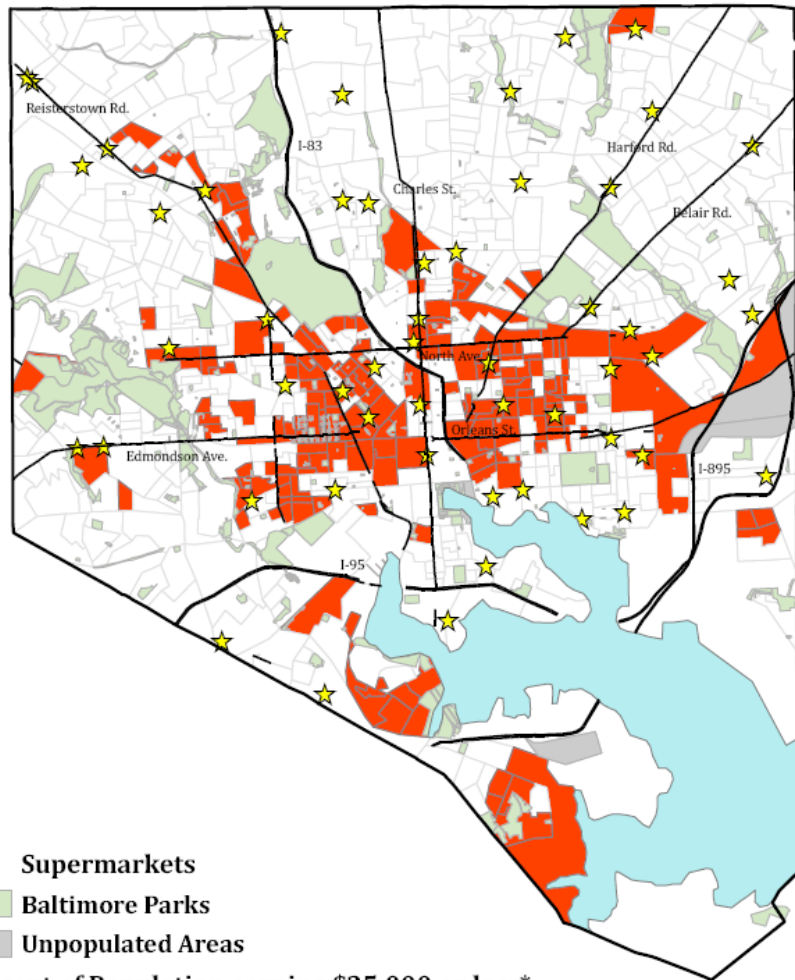 Reisterstown Rd.
I-83
Harford Rd.
Charles St.
Belair Rd.
North Ave.
Orleans St.
Edmondson Ave.
I-895
I-95
Supermarkets
Baltimore Parks
Unpopulated Areas